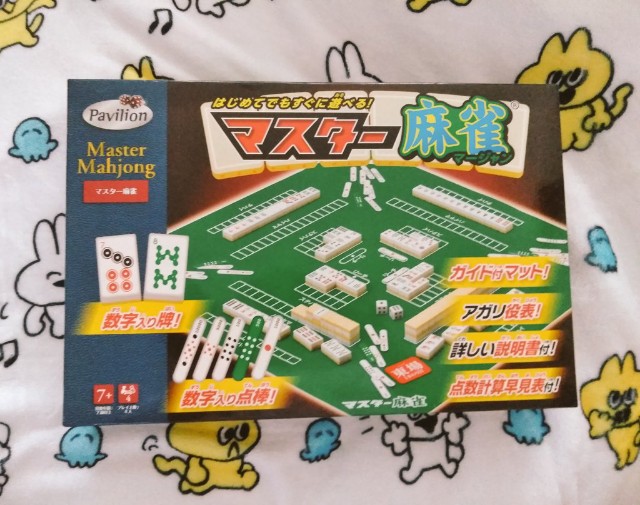 Pavilion
Master
Mahjong
マスター麻雀
はじめてでもすぐに遊べる!
マスター麻雀®
マージャン
数字入り牌!
数字入り点棒!
ガイド付マット!
アガリ役表!
詳しい説明書付!
点数計算早見表付!
東場
マスター麻雀
7+
4